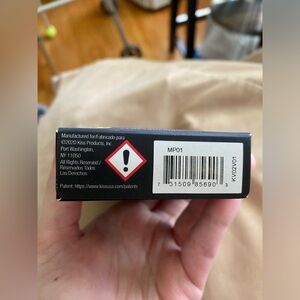 Manufactured for/Fabricado para
©2020 Kiss Products, Inc.
Port Washington,
NY 11050
All Rights Reserved /
Reservados Todos
Los Derechos
Patent: https://www.kissusa.com/patents
MP01
7 31509 85690 3
KV02V01